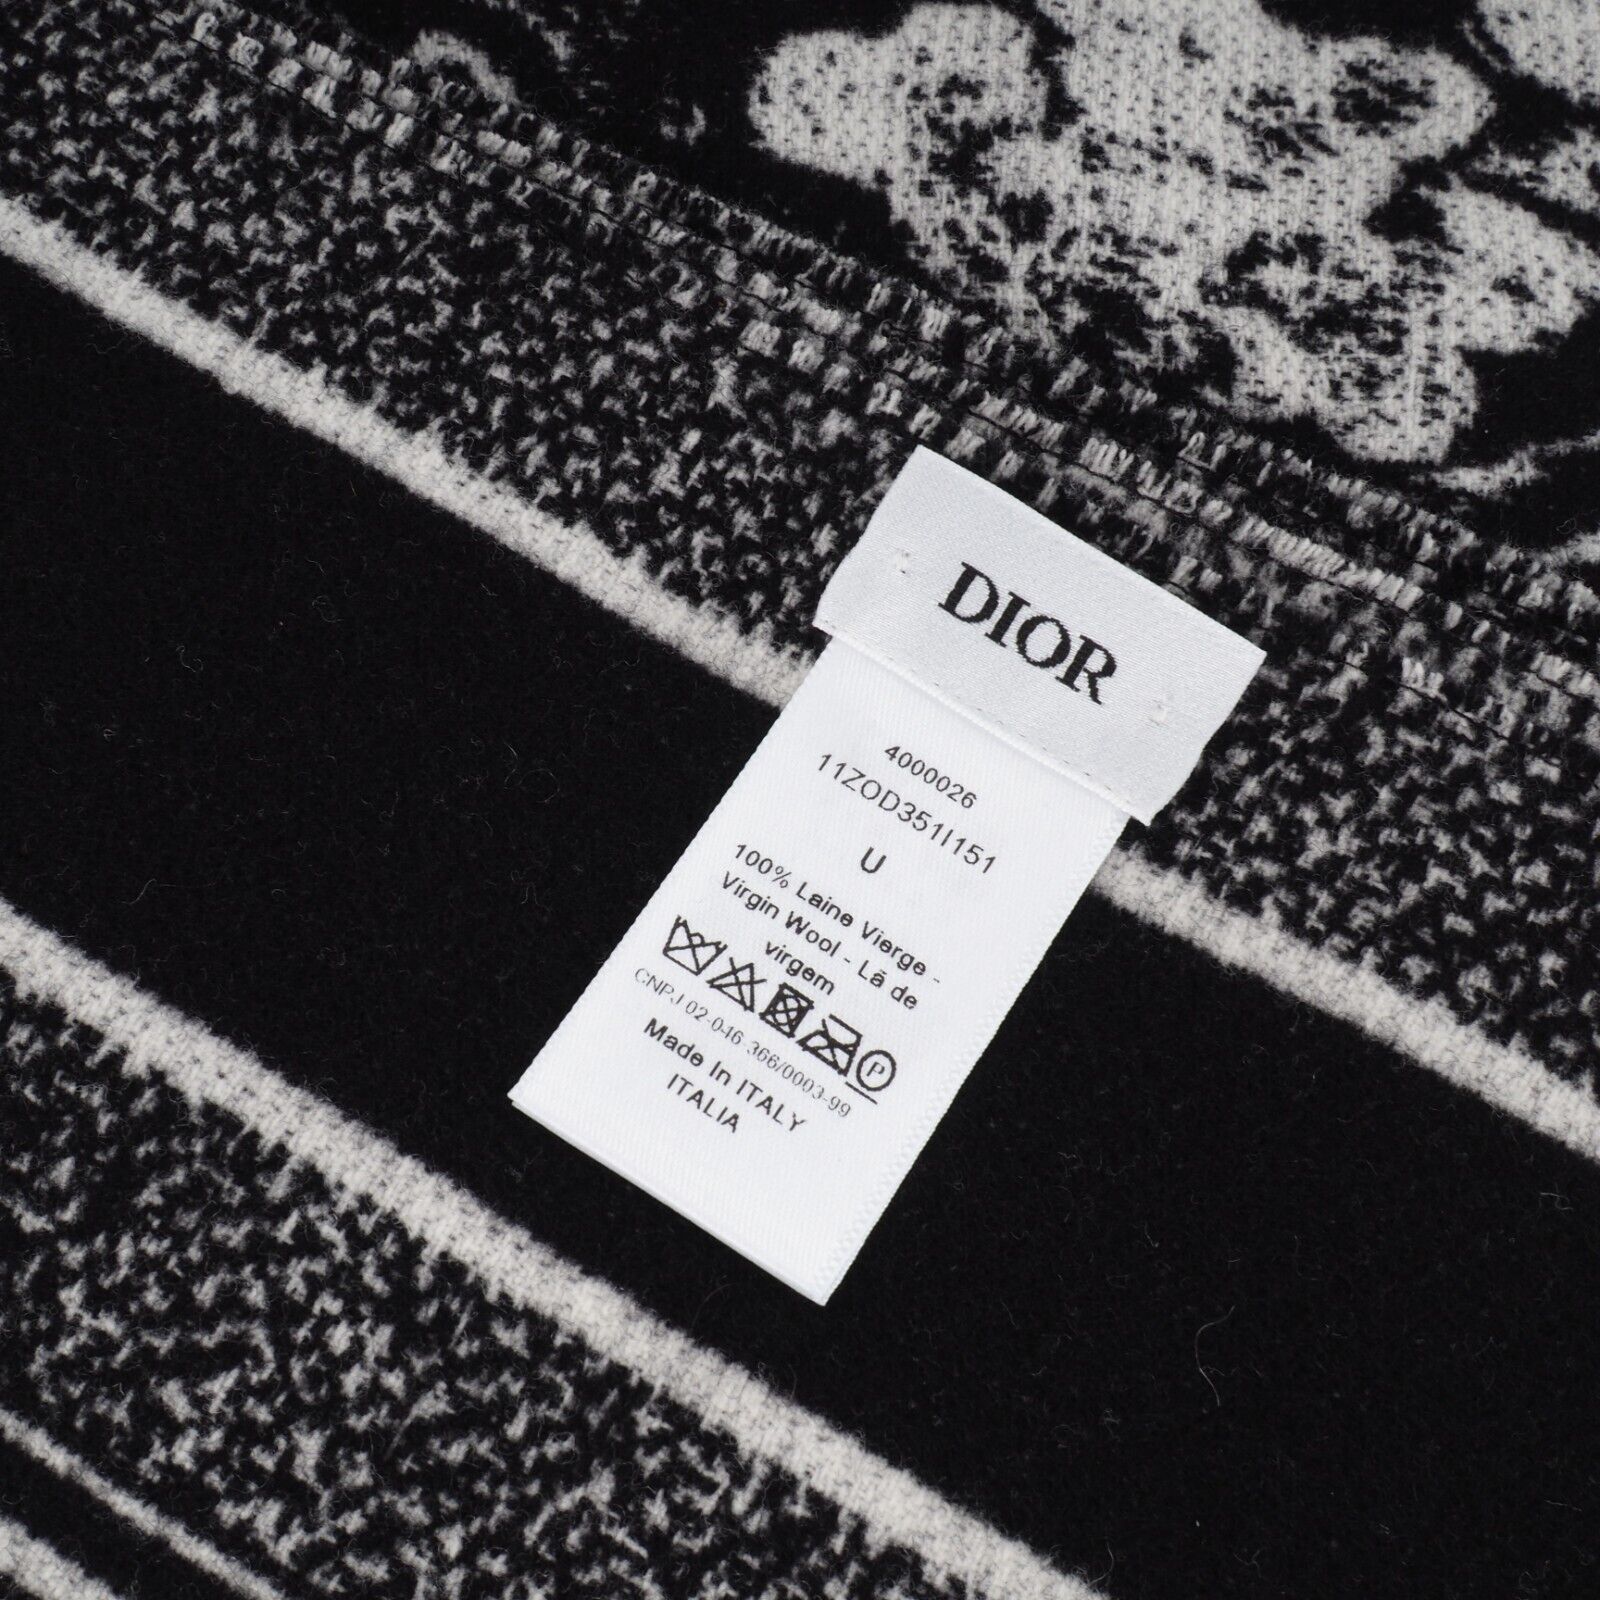 DIOR
4000026
11ZOD351I151
U
100% Laine Vierge -
Virgin Wool - Lã de
virgem
P
CNPJ 02-046-366/0003-99
Made In ITALY
ITALIA